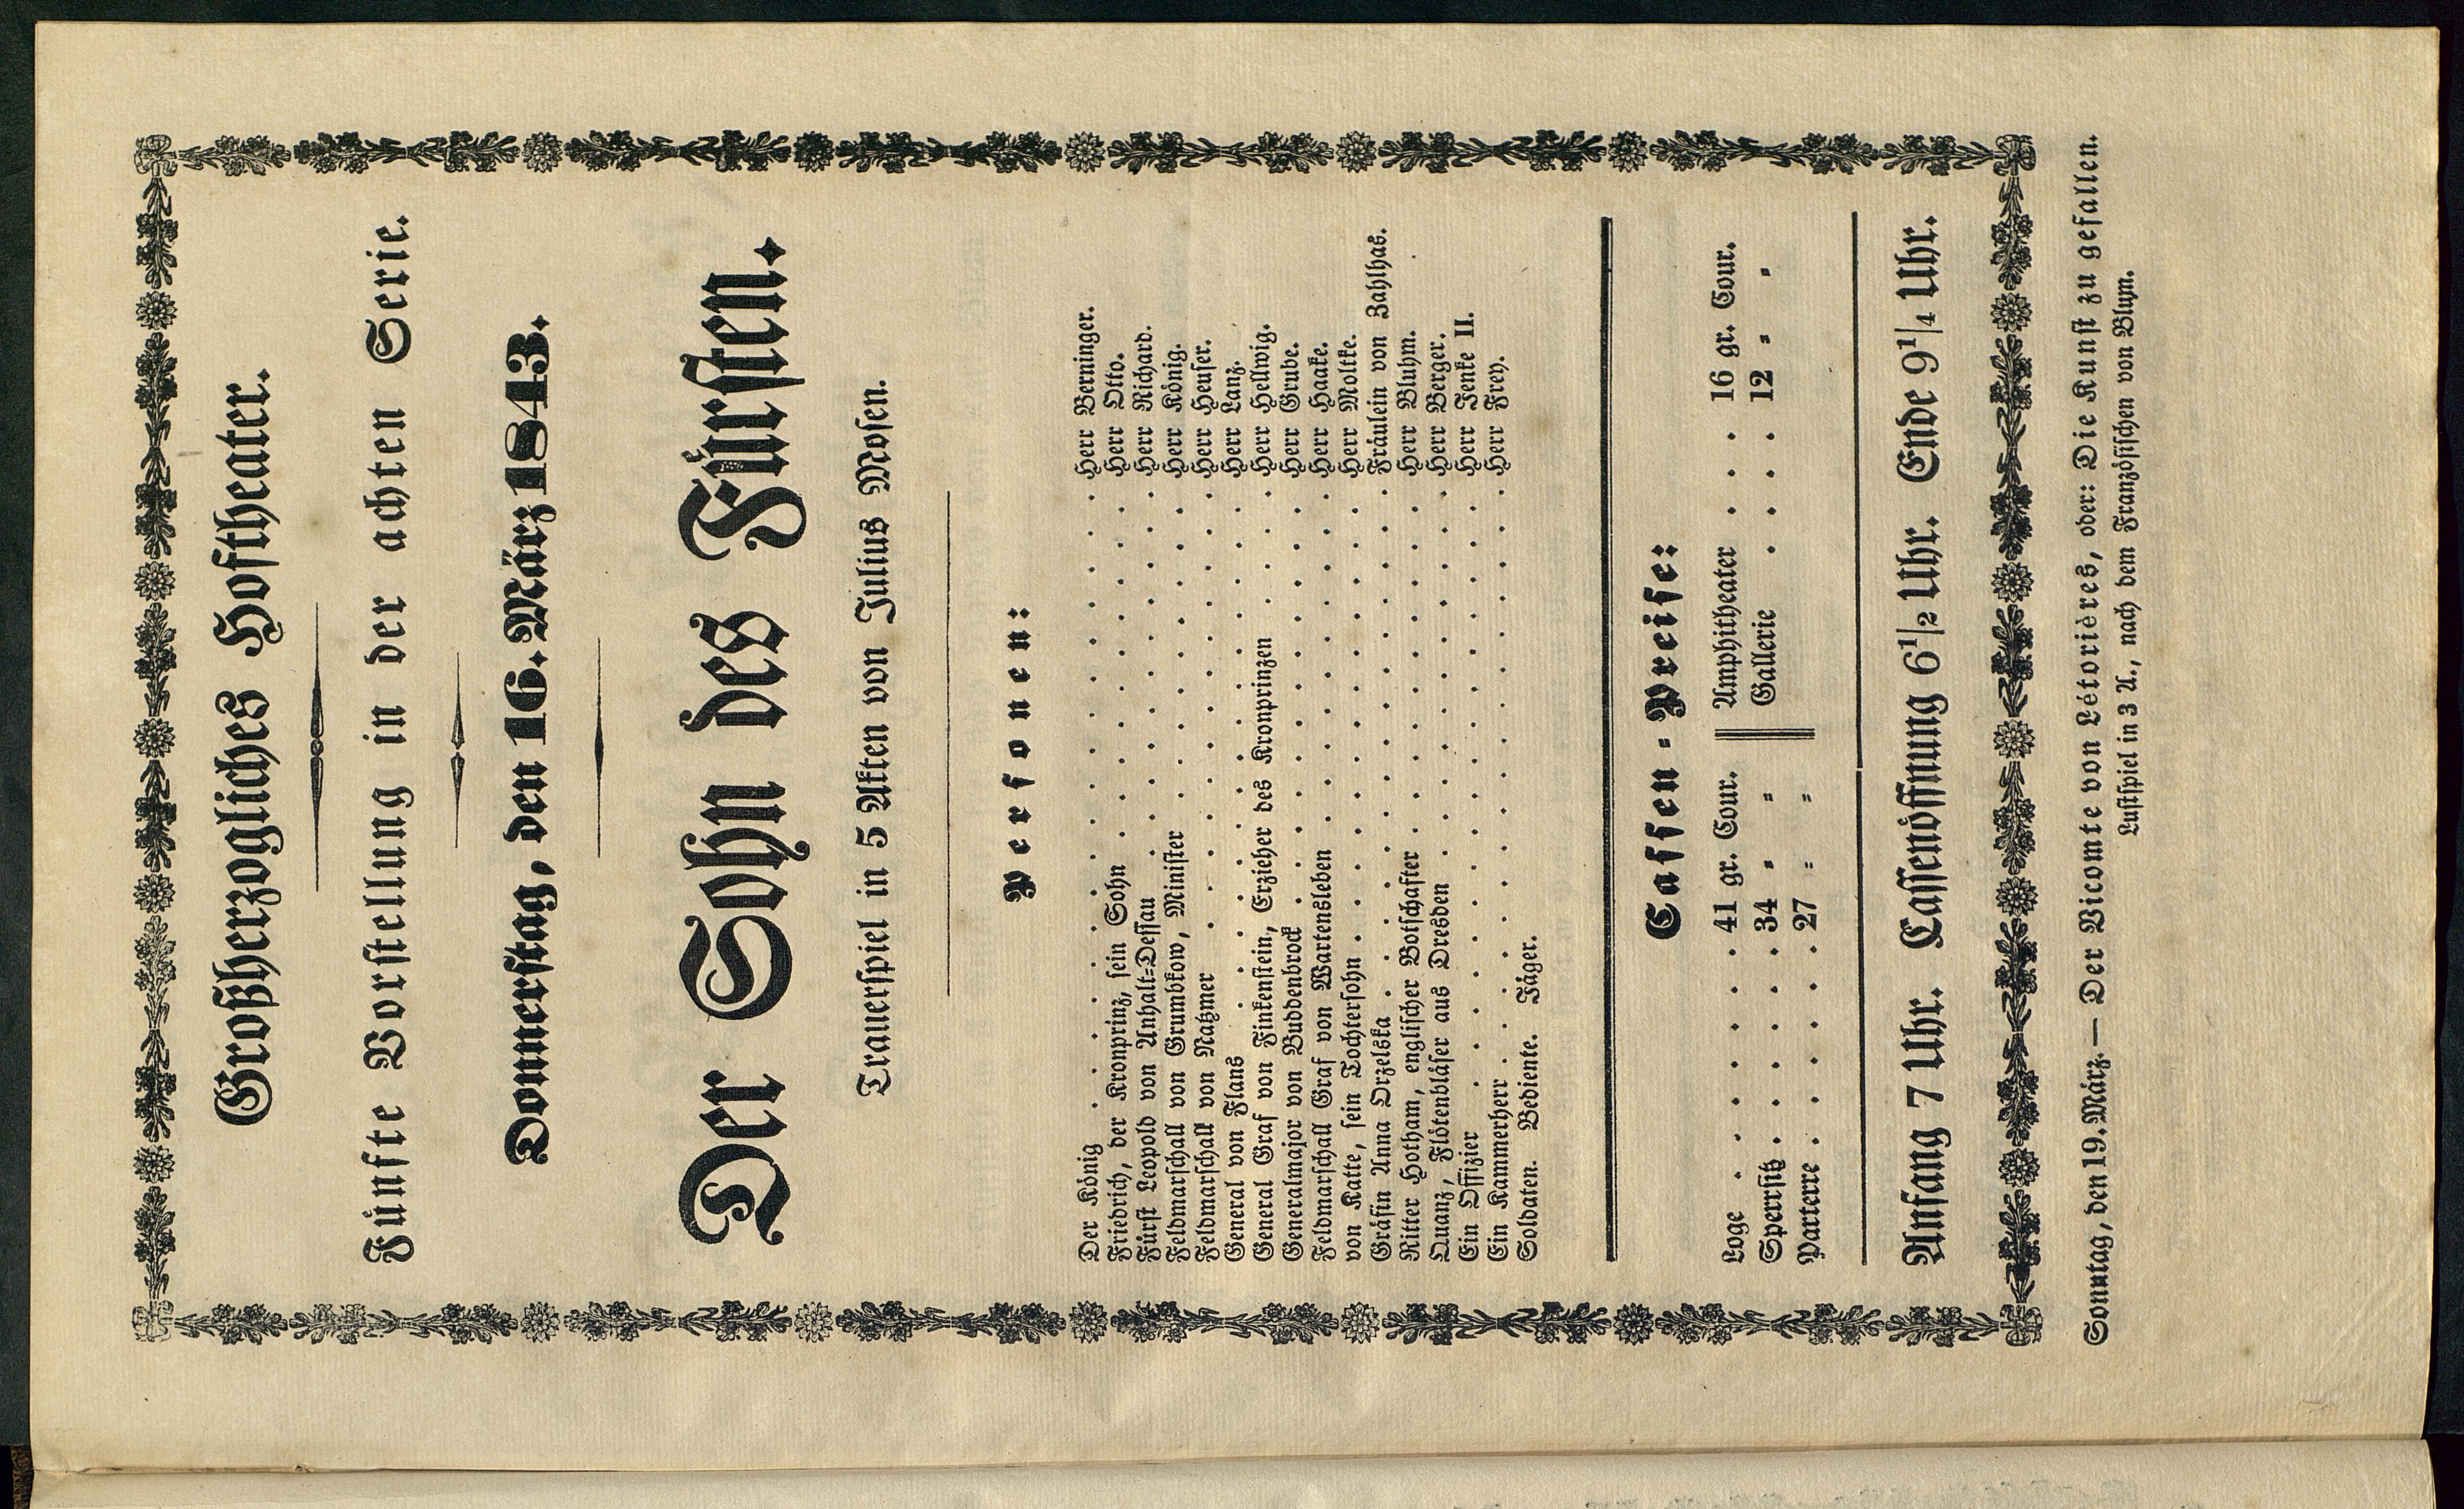 Großherzogliches Hoftheater.
Fünfte Vorstellung in der achten Serie.
Donnerstag, den 16. März 1843.
Der Sohn des Fürsten.
Trauerspiel in 5 Akten von Julius Mosen.
Personen:
Der König . . . . . . . . . . . . . Herr Berninger.
Friedrich, der Kronprinz, sein Sohn . . . . . . . . Herr Otto.
Fürst Leopold von Anhalt-Dessau . . . . . . . . Herr Richard.
Feldmarschall von Grumbkow, Minister . . . . . . . Herr König.
Feldmarschall von Natzmer . . . . . . . . . . Herr Heuser.
General von Flans . . . . . . . . . . . Herr Lanz.
General Graf von Finkenstein, Erzieher des Kronprinzen . . . . Herr Hellwig.
Generalmajor von Buddenbrock . . . . . . . . . Herr Grube.
Feldmarschall Graf von Wartensleben . . . . . . . Herr Haake.
von Katte, sein Tochtersohn . . . . . . . . . . Herr Moltke.
Gräfin Anna Orzelska . . . . . . . . . . . Fräulein von Zahlhas.
Ritter Hotham, englischer Botschafter . . . . . . . Herr Bluhm.
Quanz, Flötenbläser aus Dresden . . . . . . . . Herr Berger.
Ein Offizier . . . . . . . . . . . . . Herr Jenke II.
Ein Kammerherr . . . . . . . . . . . . Herr Frey.
Soldaten. Bediente. Jäger.
Cassen-Preise:
Loge . . . . . . . 41 gr. Cour. Amphitheater . . . 16 gr. Cour.
Sperrsitz . . . . . . 34 = = Gallerie . . . . 12 = =
Parterre . . . . . . 27 = =
Anfang 7 Uhr. Cassenöffnung 6 1/2 Uhr. Ende 9 1/4 Uhr.
Sonntag, den 19. März. — Der Vicomte von Létorières, oder: Die Kunst zu gefallen.
Lustspiel in 3 A., nach dem Französischen von Blum.